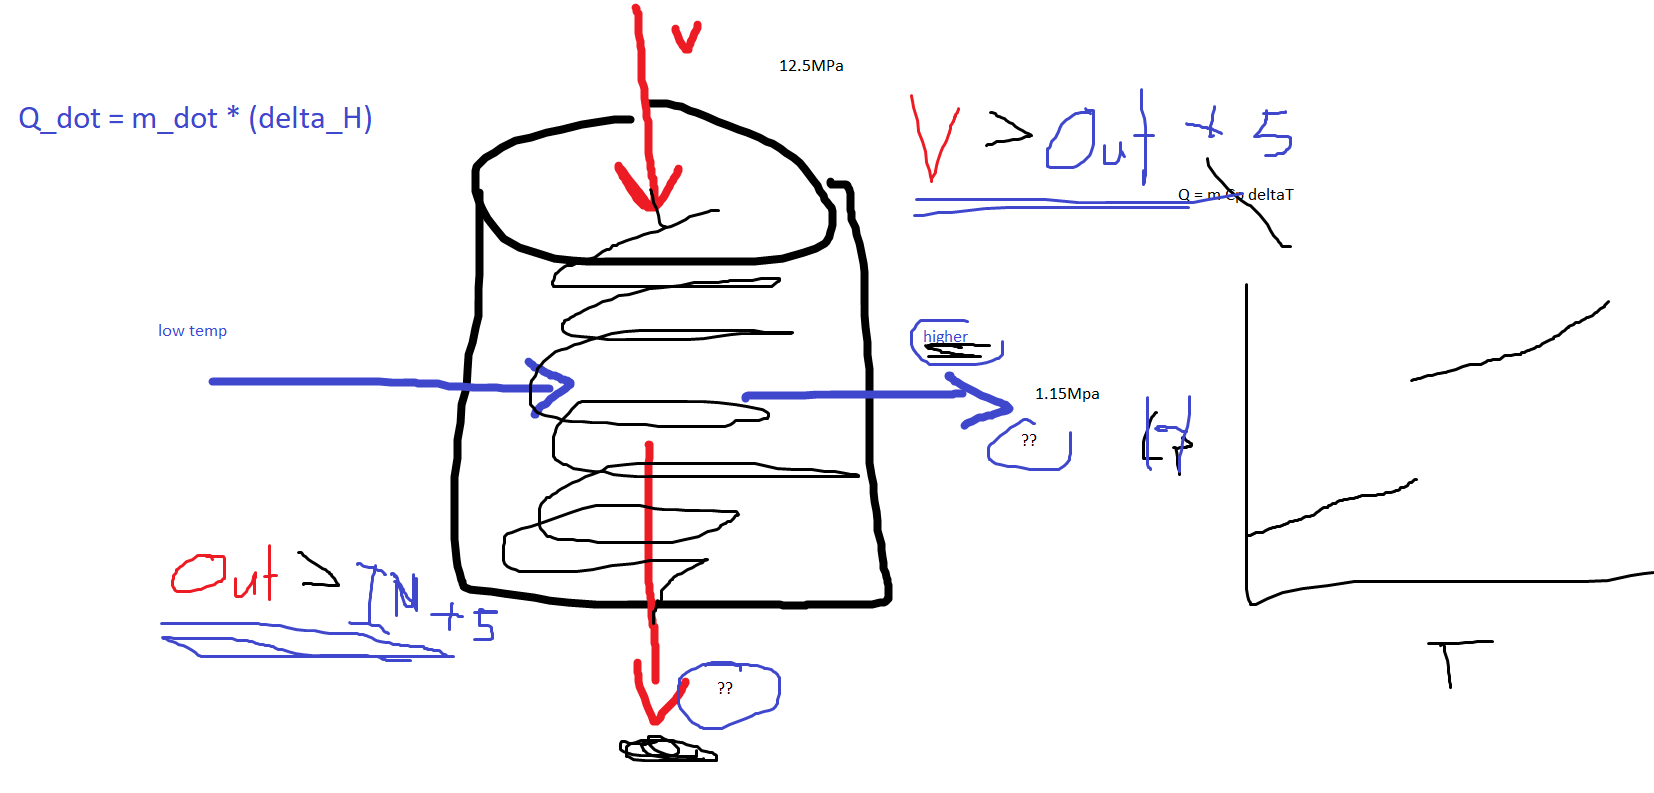 V
12.5MPa
Q_dot = m_dot * (delta_H)
V > Out + 5
Q = m Cp deltaT
low temp
higher
1.15Mpa
??
Out > IN + 5
??
T